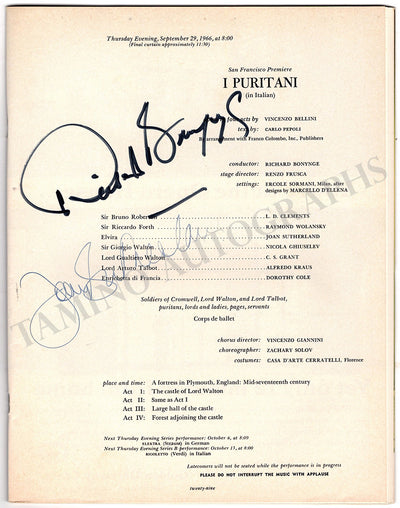 Thursday Evening, September 29, 1966, at 8:00
(Final curtain approximately 11:30)
San Francisco Premiere
I PURITANI
(in Italian)
four acts by VINCENZO BELLINI
text by: CARLO PEPOLI
By arrangement with Franco Colombo, Inc., Publishers
Richard Bonynge
conductor: RICHARD BONYNGE
stage director: RENZO FRUSCA
settings: ERCOLE SORMANI, Milan, after
designs by MARCELLO D'ELLENA
Sir Bruno Roberton L. D. CLEMENTS
Sir Riccardo Forth RAYMOND WOLANSKY
Elvira JOAN SUTHERLAND
Sir Giorgio Walton NICOLA GHIUSELEV
Lord Gualtiero Walton C. S. GRANT
Lord Arturo Talbot ALFREDO KRAUS
Enrichetta di Francia DOROTHY COLE
Joan Sutherland
TAMINO AUTOGRAPHS
Soldiers of Cromwell, Lord Walton, and Lord Talbot,
puritans, lords and ladies, pages, servants
Corps de ballet
chorus director: VINCENZO GIANNINI
choreographer: ZACHARY SOLOV
costumes: CASA D'ARTE CERRATELLI, Florence
place and time: A fortress in Plymouth, England: Mid-seventeenth century
Act I: The castle of Lord Walton
Act II: Same as Act I
Act III: Large hall of the castle
Act IV: Forest adjoining the castle
Next Thursday Evening Series performance: October 6, at 8:00
ELEKTRA (Strauss) in German
Next Thursday Evening Series B performance: October 13, at 8:00
RIGOLETTO (Verdi) in Italian
Latecomers will not be seated while the performance is in progress
PLEASE DO NOT INTERRUPT THE MUSIC WITH APPLAUSE
twenty-nine